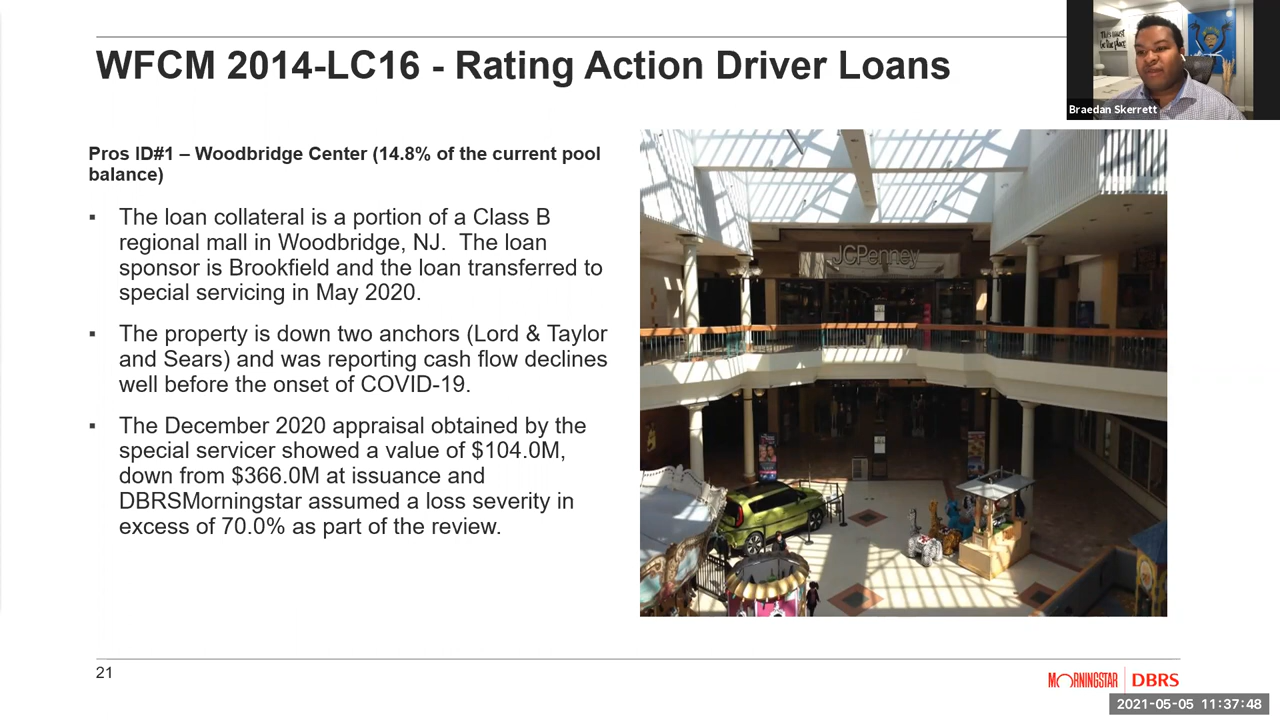 WFCM 2014-LC16 - Rating Action Driver Loans
Braedan Skerrett
Pros ID#1 – Woodbridge Center (14.8% of the current pool
balance)
▪ The loan collateral is a portion of a Class B
regional mall in Woodbridge, NJ.  The loan
sponsor is Brookfield and the loan transferred to
special servicing in May 2020.
▪ The property is down two anchors (Lord & Taylor
and Sears) and was reporting cash flow declines
well before the onset of COVID-19.
▪ The December 2020 appraisal obtained by the
special servicer showed a value of $104.0M,
down from $366.0M at issuance and
DBRSMorningstar assumed a loss severity in
excess of 70.0% as part of the review.
JCPenney
21
MORNINGSTAR | DBRS
2021-05-05 11:37:48